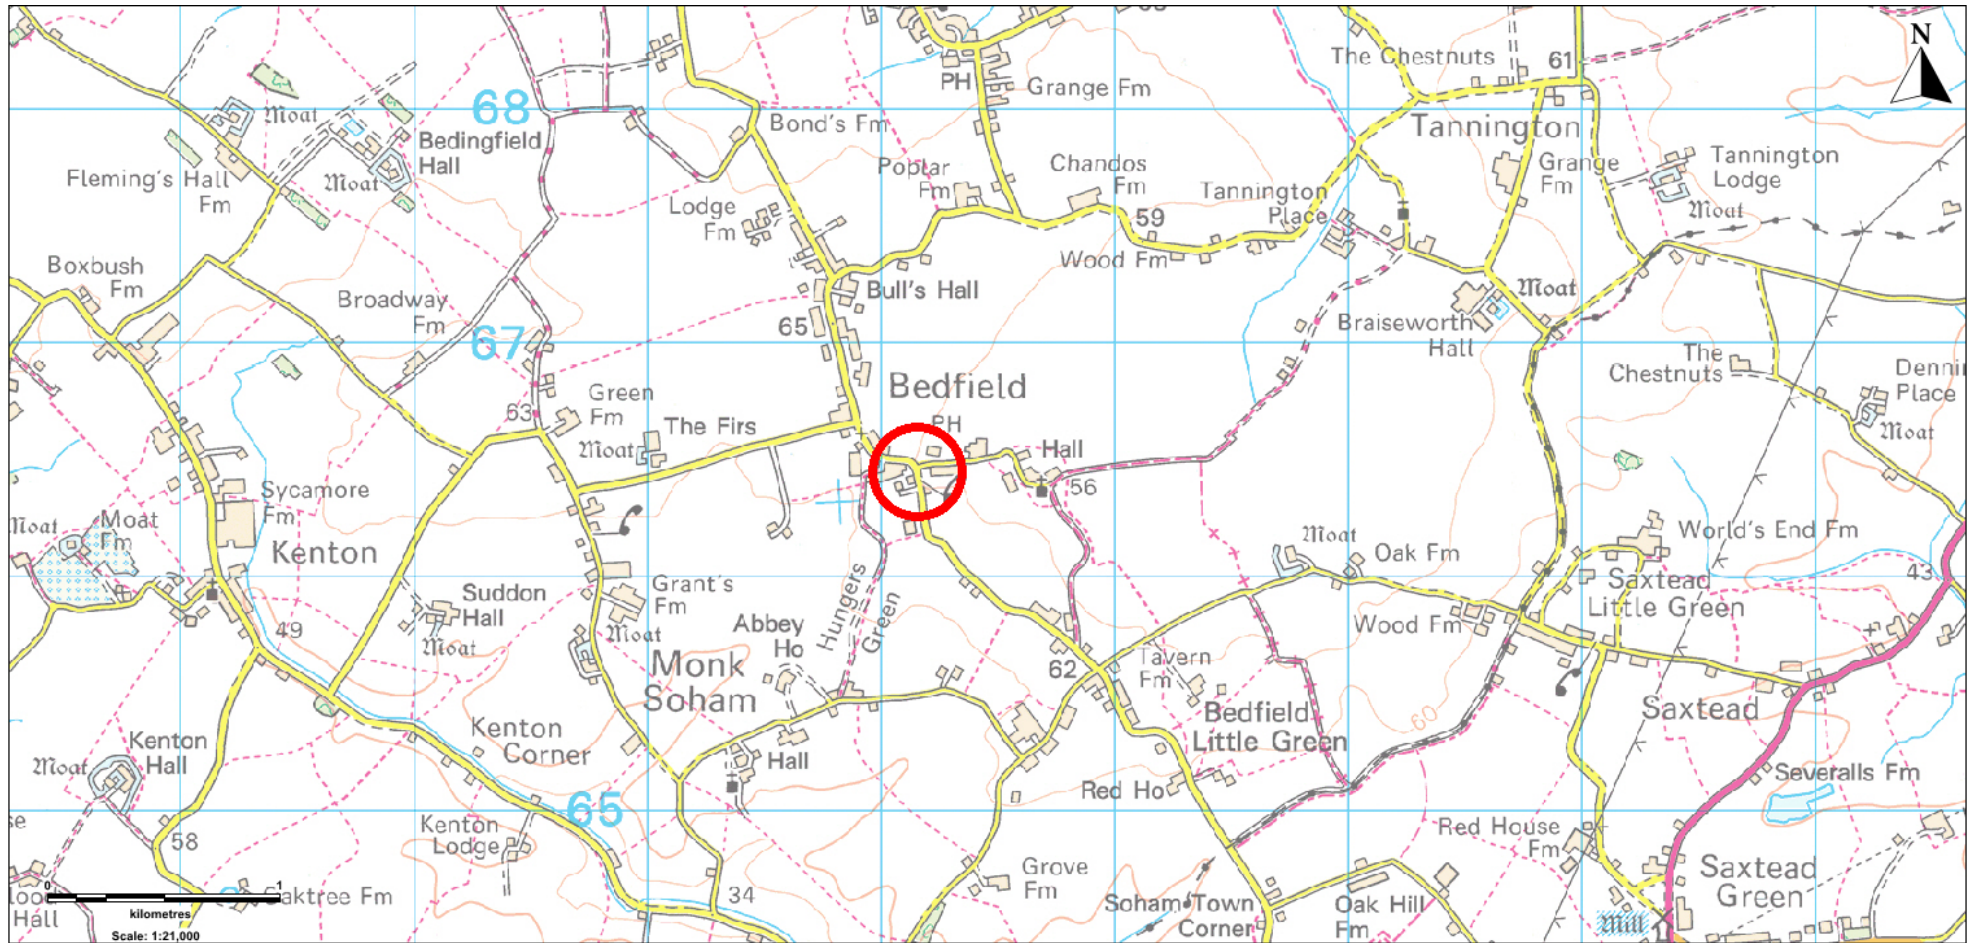 The Chestnuts
61
N
PH
Grange Fm
68
Moat
Bedingfield
Hall
Bond's Fm
Tannington
Fleming's Hall
Fm
Moat
Poplar
Fm
Chandos
Fm
Grange
Fm
Tannington
Lodge
Moat
Lodge
Fm
Tannington
Place
59
Wood Fm
Boxbush
Fm
Broadway
Fm
Bull's Hall
65
Moat
Braiseworth
Hall
67
The
Chestnuts
Dennin
Place
Moat
Bedfield
63
Green
Fm
The Firs
Moat
PH
Hall
56
Sycamore
Fm
Moat
Moat
Fm
Kenton
Moat
Oak Fm
World's End Fm
43
Saxtead
Little Green
Suddon
Hall
Moat
Grant's
Fm
Moat
Hungers
Green
Abbey
Ho
Wood Fm
49
Monk
Soham
62
Tavern
Fm
Bedfield
Little Green
60
Saxtead
Kenton
Corner
Kenton
Hall
Moat
Hall
Red Ho
Severalls Fm
65
se
58
Kenton
Lodge
Red House
Fm
Grove
Fm
34
Soham Town
Corner
Oak Hill
Fm
Saxtead
Green
Mill
Oaktree Fm
Hall
0
1
kilometres
Scale: 1:21,000